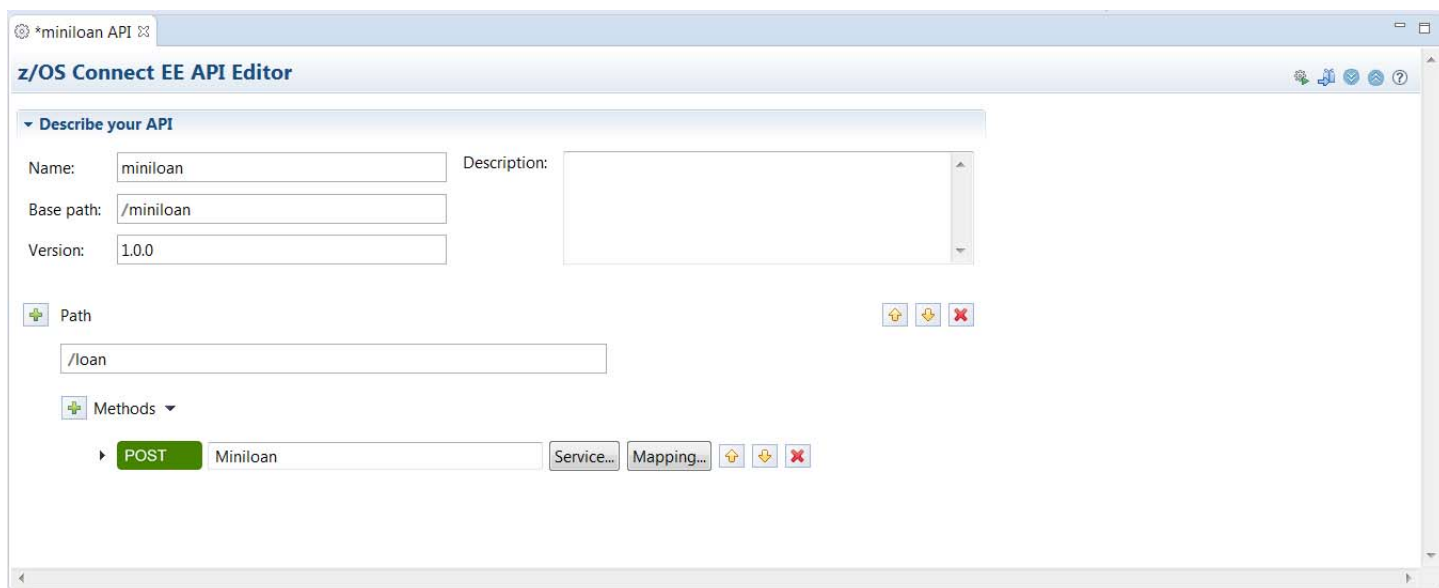 *miniloan API
z/OS Connect EE API Editor
Describe your API
Name: miniloan Description:
Base path: /miniloan
Version: 1.0.0
Path
/loan
Methods
POST Miniloan Service... Mapping...